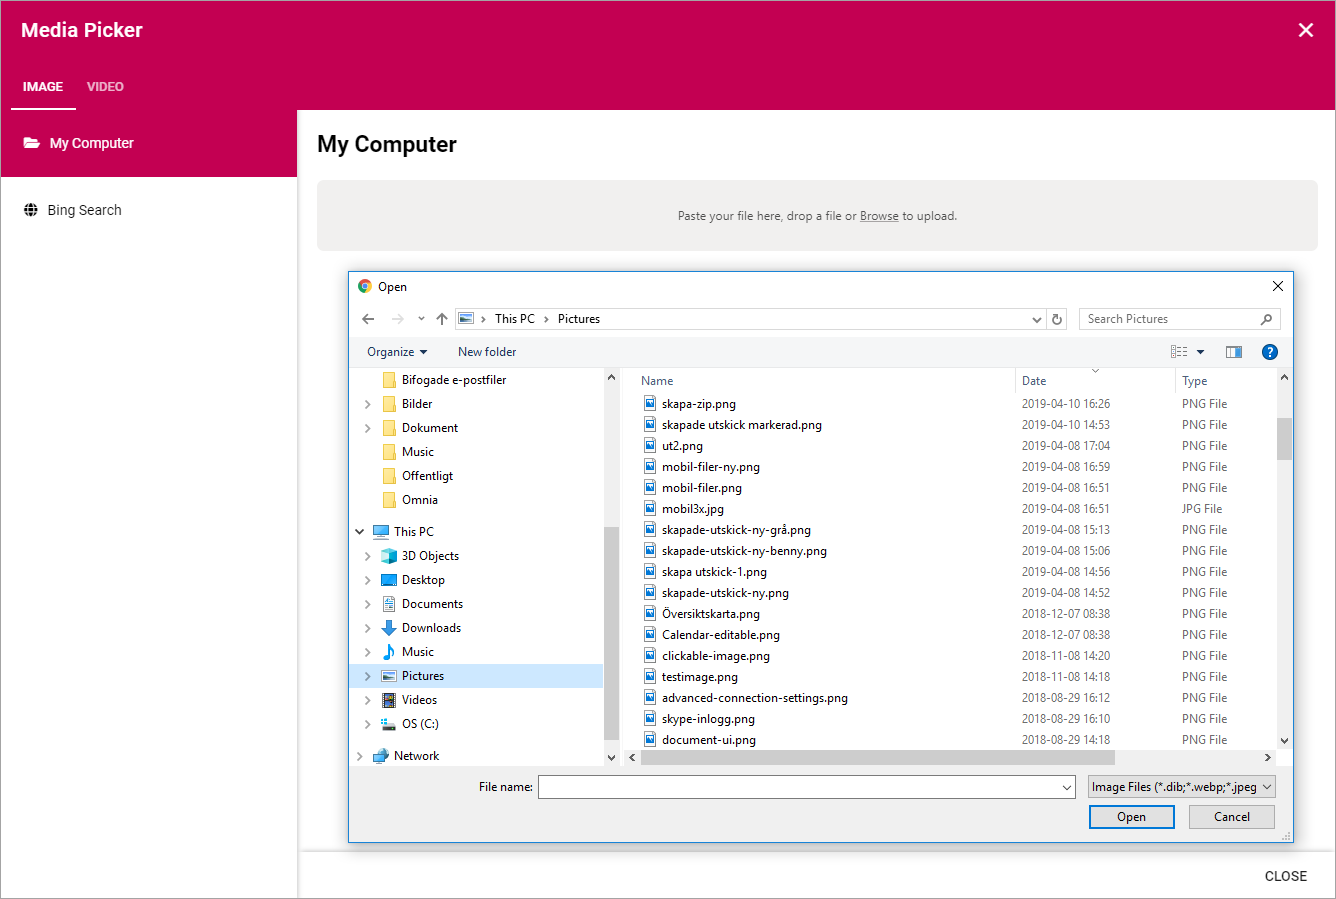 Media Picker
IMAGE VIDEO
My Computer
Bing Search
My Computer
Paste your file here, drop a file or Browse to upload.
Open
This PC > Pictures
Search Pictures
Organize New folder
Bifogade e-postfiler
Bilder
Dokument
Music
Offentligt
Omnia
This PC
3D Objects
Desktop
Documents
Downloads
Music
Pictures
Videos
OS (C:)
Network
Name Date Type
skapa-zip.png 2019-04-10 16:26 PNG File
skapade utskick markerad.png 2019-04-10 14:53 PNG File
ut2.png 2019-04-08 17:04 PNG File
mobil-filer-ny.png 2019-04-08 16:59 PNG File
mobil-filer.png 2019-04-08 16:51 PNG File
mobil3x.jpg 2019-04-08 16:51 JPG File
skapade-utskick-ny-grå.png 2019-04-08 15:13 PNG File
skapade-utskick-ny-benny.png 2019-04-08 15:06 PNG File
skapa utskick-1.png 2019-04-08 14:56 PNG File
skapade-utskick-ny.png 2019-04-08 14:52 PNG File
Översiktskarta.png 2018-12-07 08:38 PNG File
Calendar-editable.png 2018-12-07 08:38 PNG File
clickable-image.png 2018-11-08 14:20 PNG File
testimage.png 2018-11-08 14:18 PNG File
advanced-connection-settings.png 2018-08-29 16:12 PNG File
skype-inlogg.png 2018-08-29 16:10 PNG File
document-ui.png 2018-08-29 14:18 PNG File
File name: Image Files (*.dib;*.webp;*.jpeg
Open Cancel
CLOSE